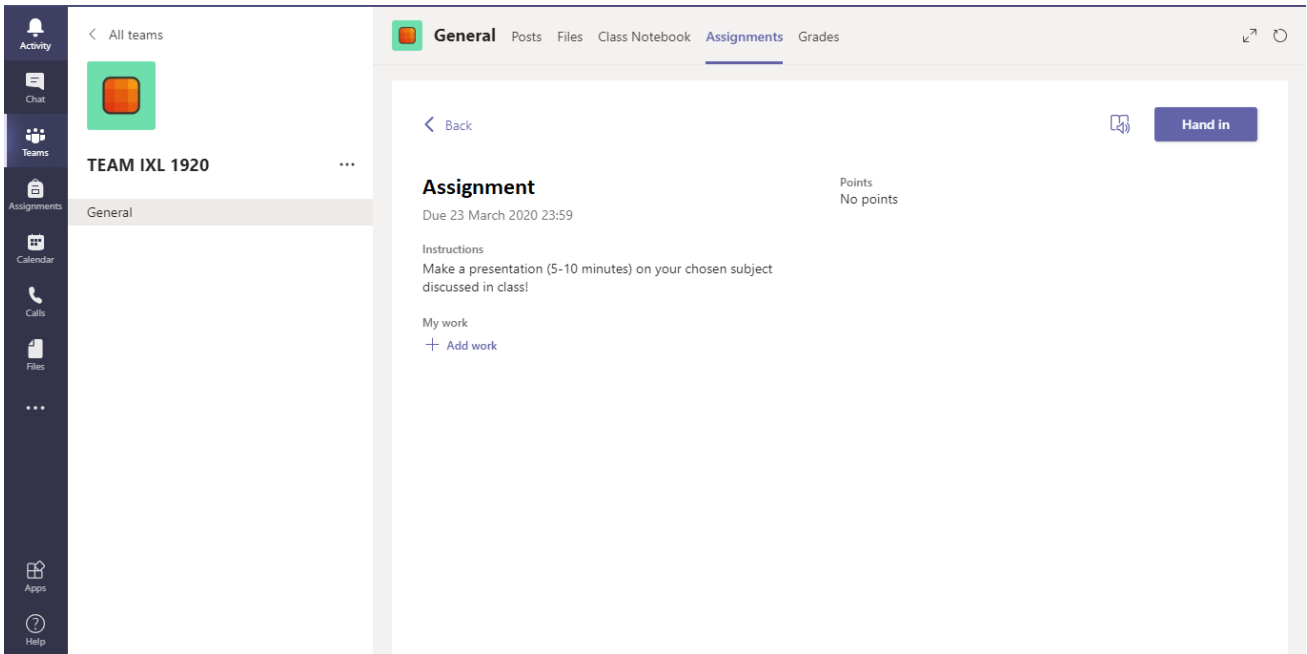 Activity
Chat
Teams
Assignments
Calendar
Calls
Files
Apps
Help
All teams
TEAM IXL 1920
General
General Posts Files Class Notebook Assignments Grades
Back
Hand in
Assignment
Due 23 March 2020 23:59
Points
No points
Instructions
Make a presentation (5-10 minutes) on your chosen subject
discussed in class!
My work
Add work